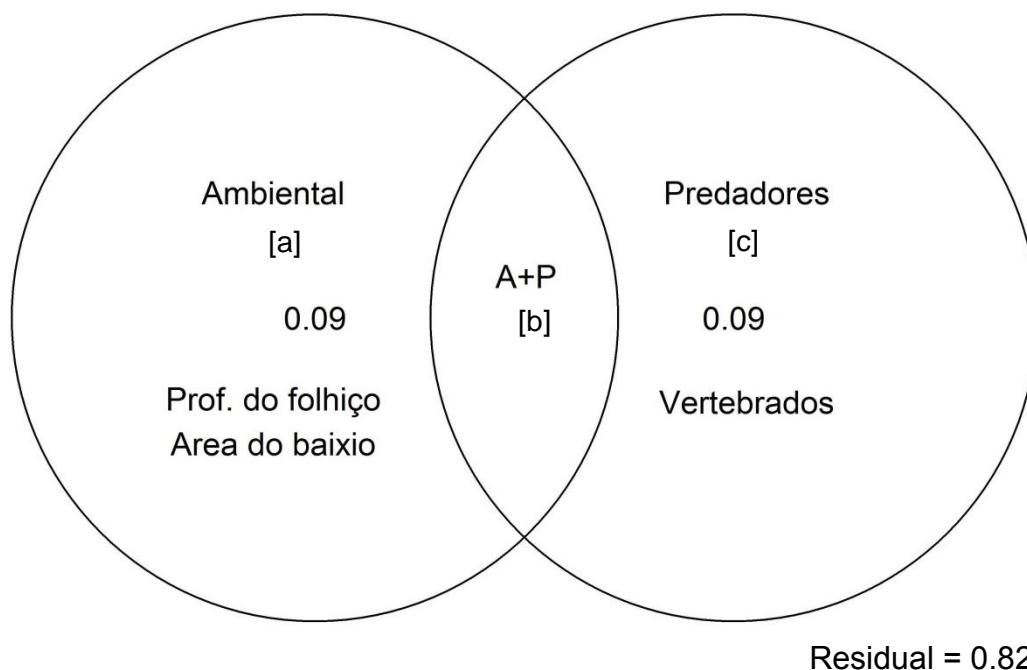 Ambiental
[a]
0.09
Prof. do folhiço
Area do baixio
A+P
[b]
Predadores
[c]
0.09
Vertebrados
Residual = 0.82